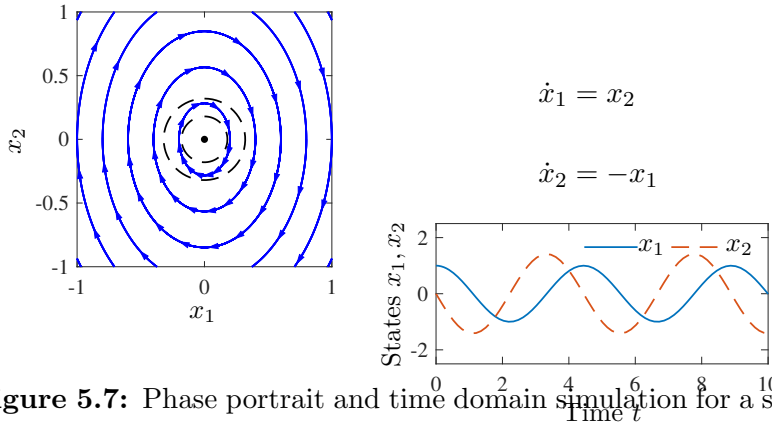 1
0.5
0
-0.5
-1
x₂
-1
0
1
x₁
ẋ₁ = x₂
ẋ₂ = −x₁
States x₁, x₂
2
0
-2
x₁
x₂
0
2
4
6
8
10
Time t
gure 5.7: Phase portrait and time domain simulation for a s